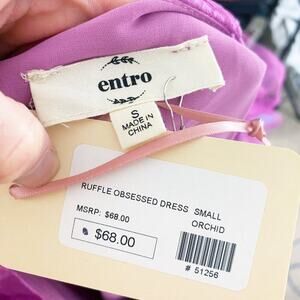 entro
S
MADE IN
CHINA
RUFFLE OBSESSED DRESS SMALL
MSRP: $68.00 ORCHID
$68.00
# 51256